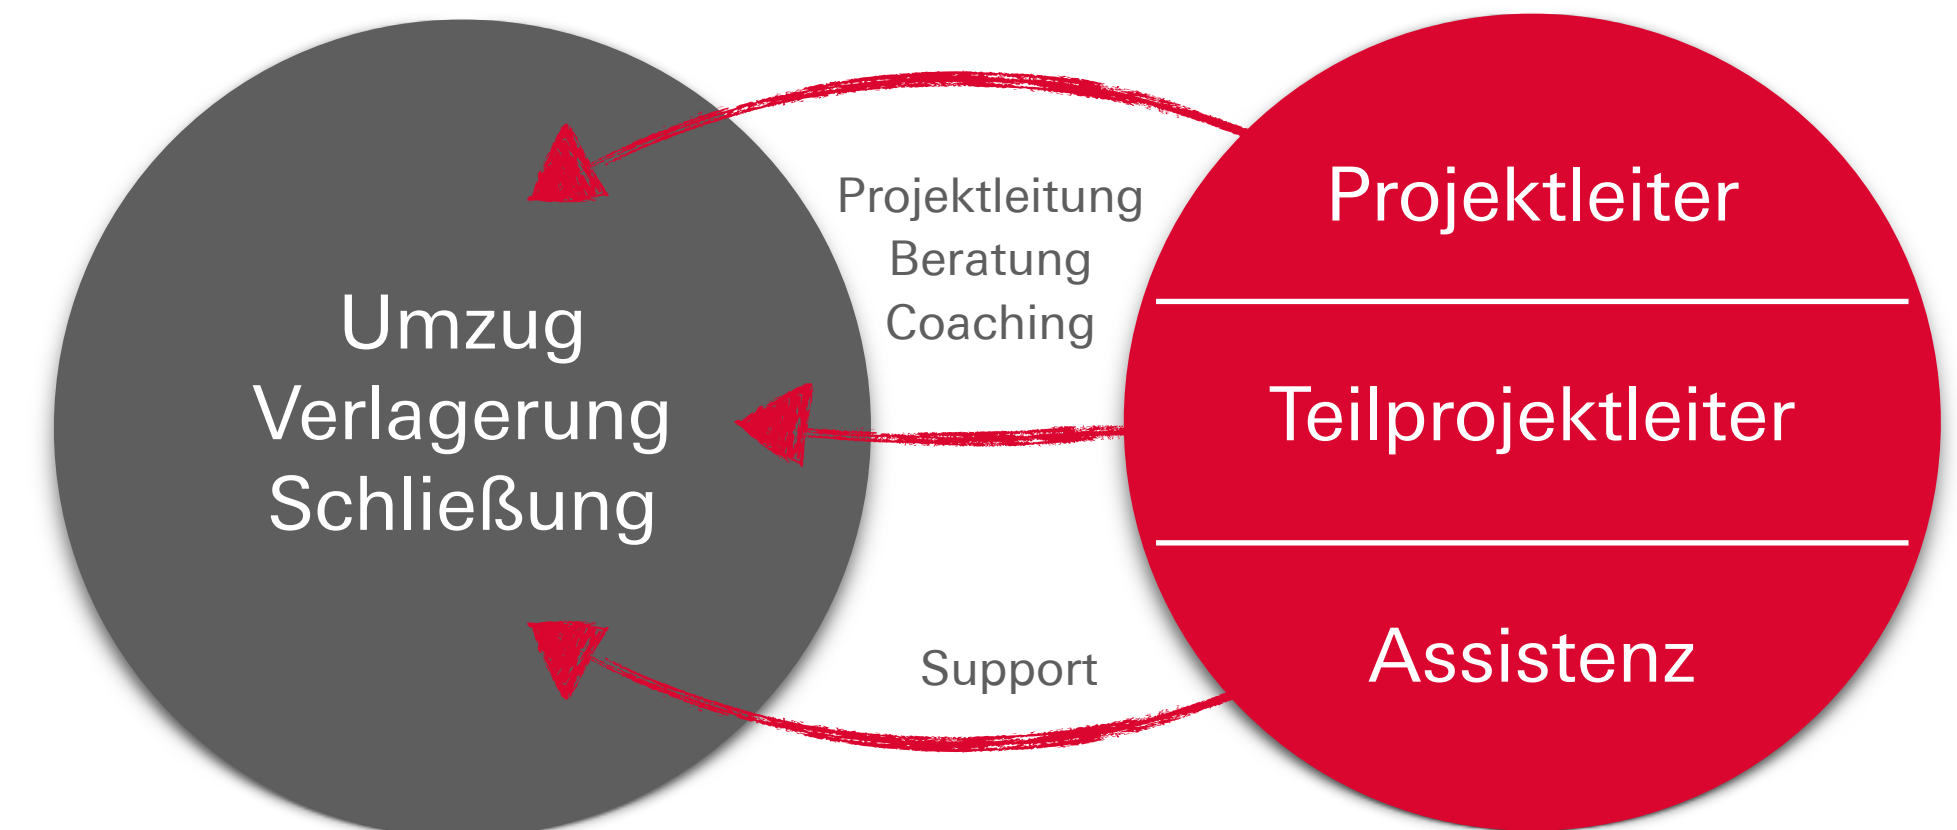 Umzug
Verlagerung
Schließung
Projektleitung
Beratung
Coaching
Support
Projektleiter
Teilprojektleiter
Assistenz